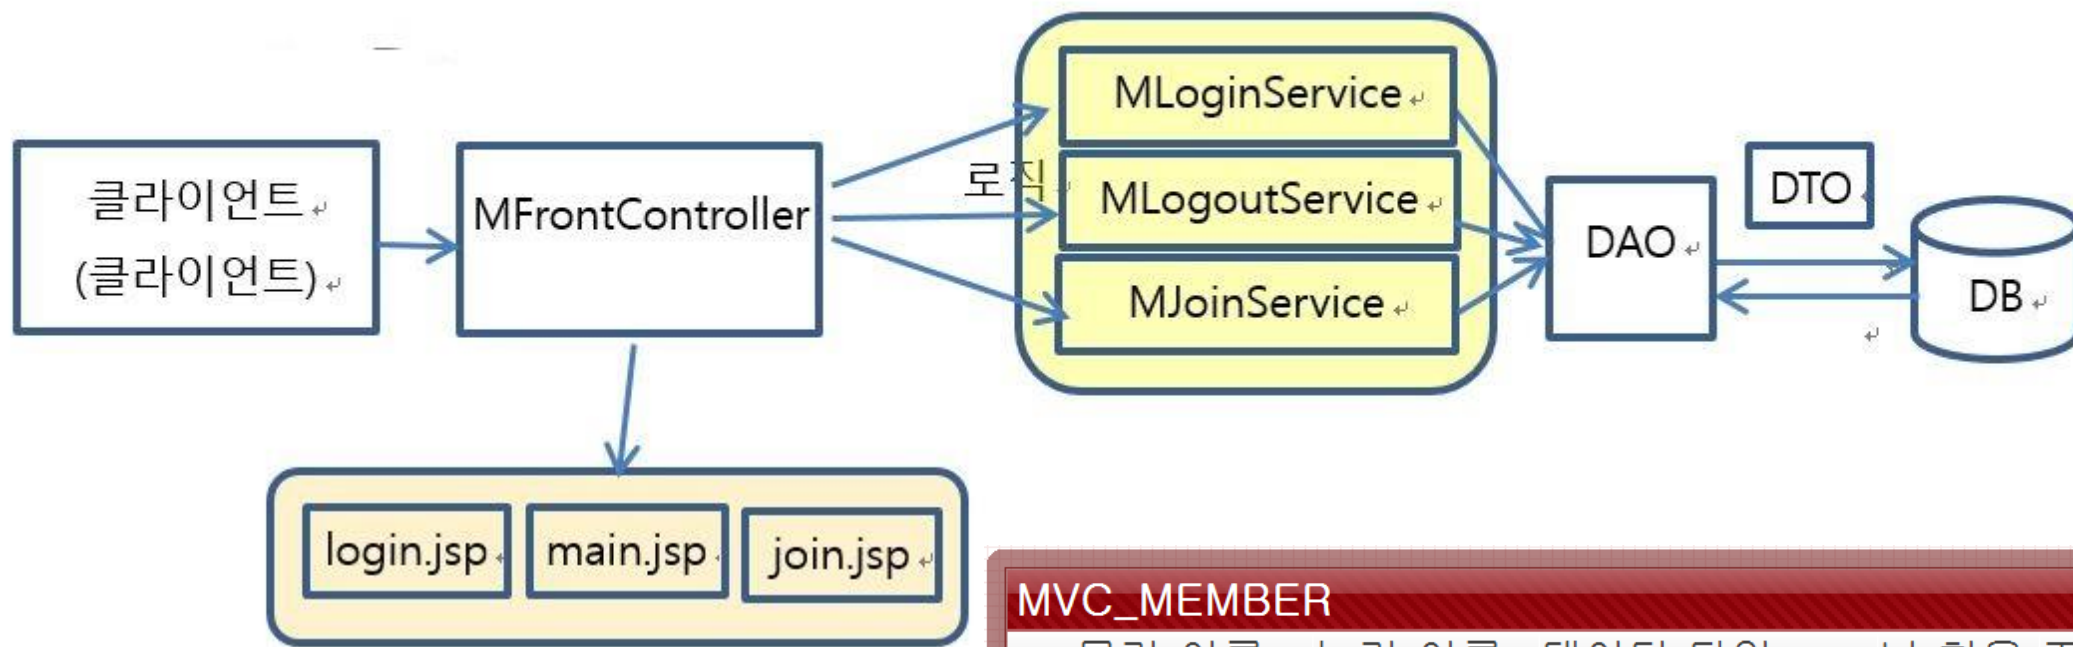 클라이언트
(클라이언트)
MFrontController
로직
MLoginService
MLogoutService
MJoinService
DAO
DTO
DB
login.jsp
main.jsp
join.jsp
MVC_MEMBER